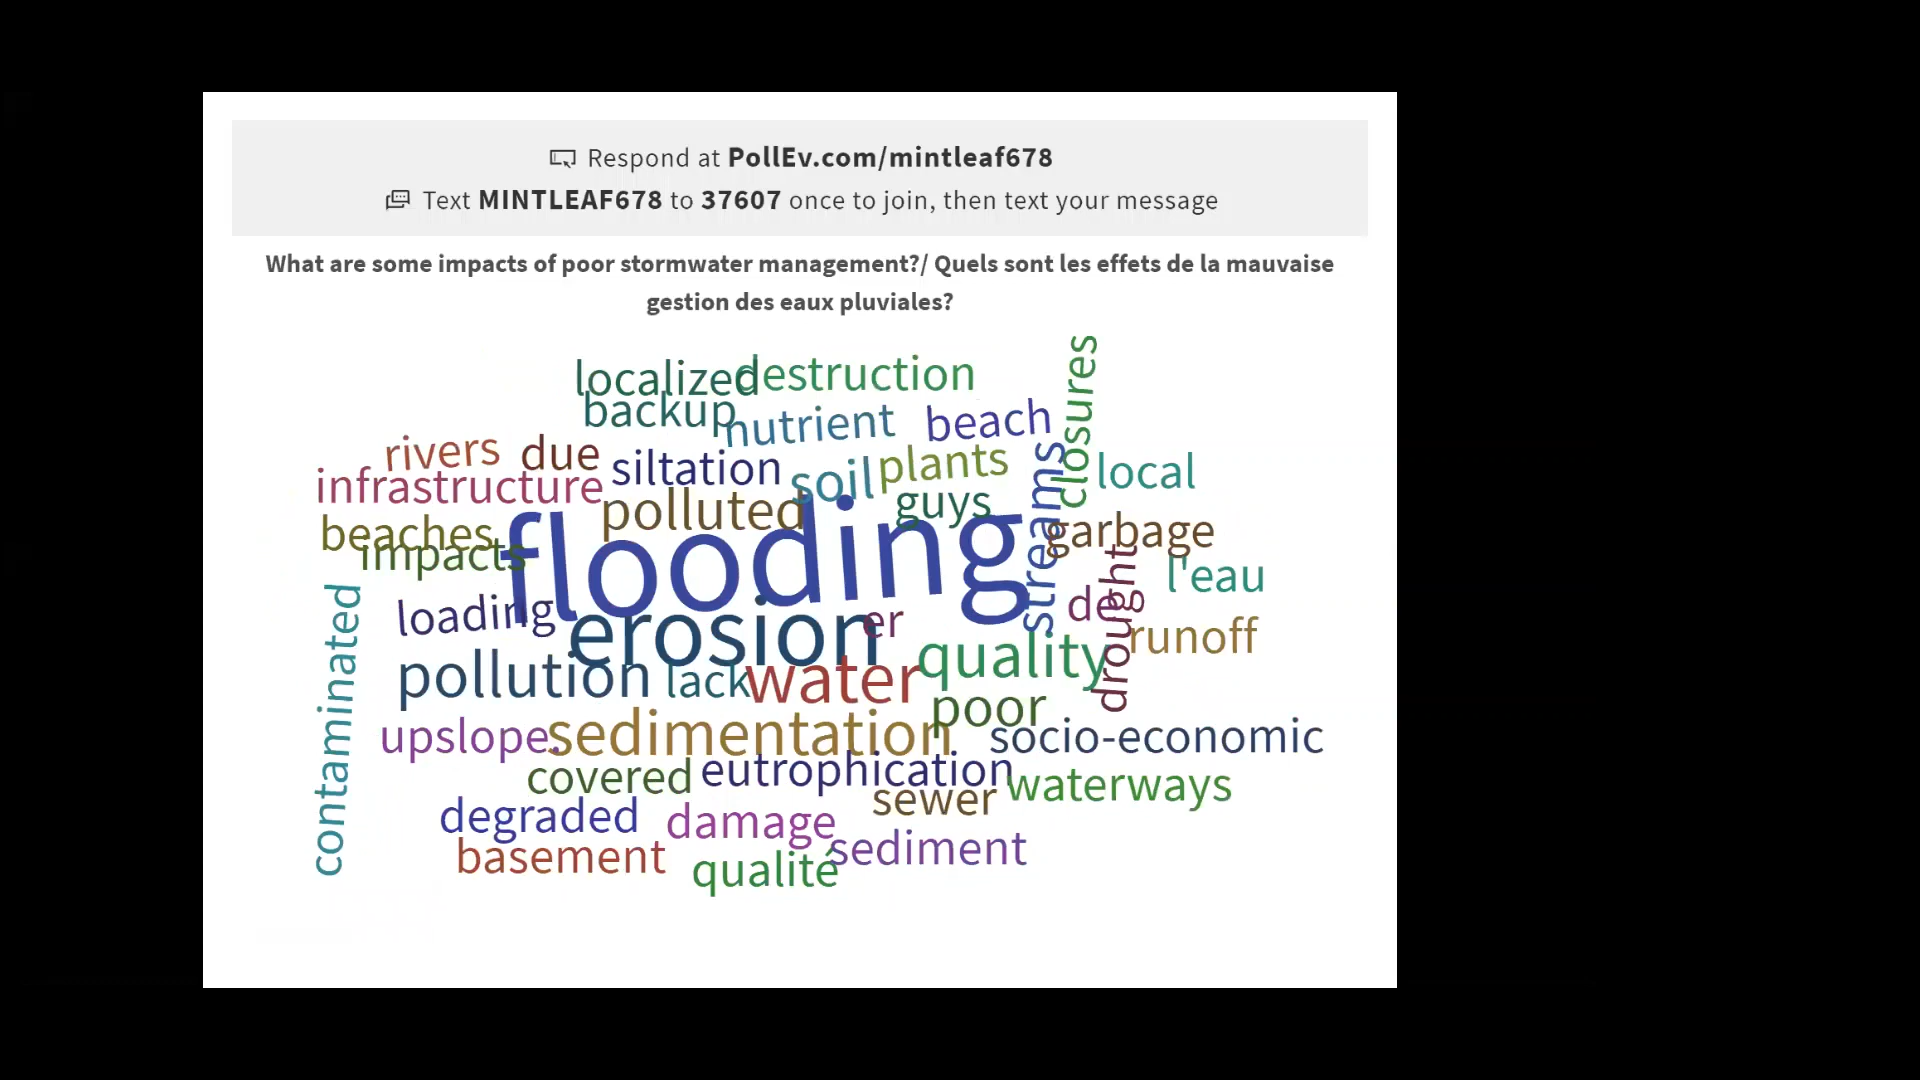 Respond at PollEv.com/mintleaf678
Text MINTLEAF678 to 37607 once to join, then text your message
What are some impacts of poor stormwater management?/ Quels sont les effets de la mauvaise
gestion des eaux pluviales?
closures
localized
destruction
backup
nutrient
beach
rivers
due
siltation
soil
plants
streams
local
infrastructure
polluted
guys
beaches
garbage
impacts
flooding
drought
l'eau
contaminated
loading
de
er
erosion
runoff
quality
pollution
lack
water
poor
upslope.
sedimentation
socio-economic
covered
eutrophication
waterways
sewer
degraded
damage
sediment
basement
qualité